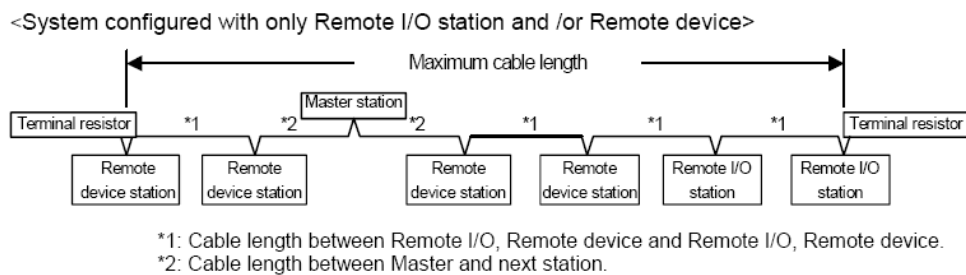 <System configured with only Remote I/O station and /or Remote device>
Maximum cable length
Master station
Terminal resistor *1 *2 *2 *1 *1 *1 Terminal resistor
Remote device station
Remote device station
Remote device station
Remote device station
Remote I/O station
Remote I/O station
*1: Cable length between Remote I/O, Remote device and Remote I/O, Remote device.
*2: Cable length between Master and next station.